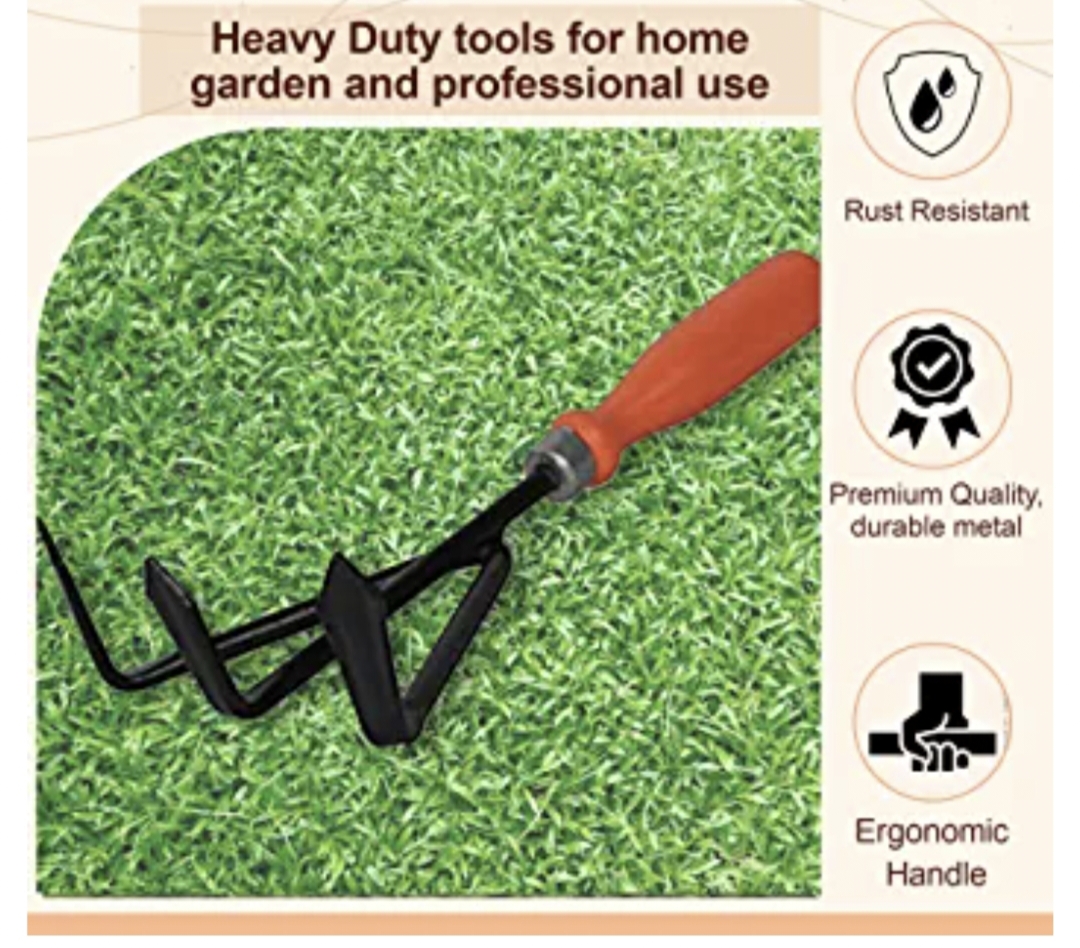 Heavy Duty tools for home
garden and professional use
Rust Resistant
Premium Quality,
durable metal
Ergonomic
Handle